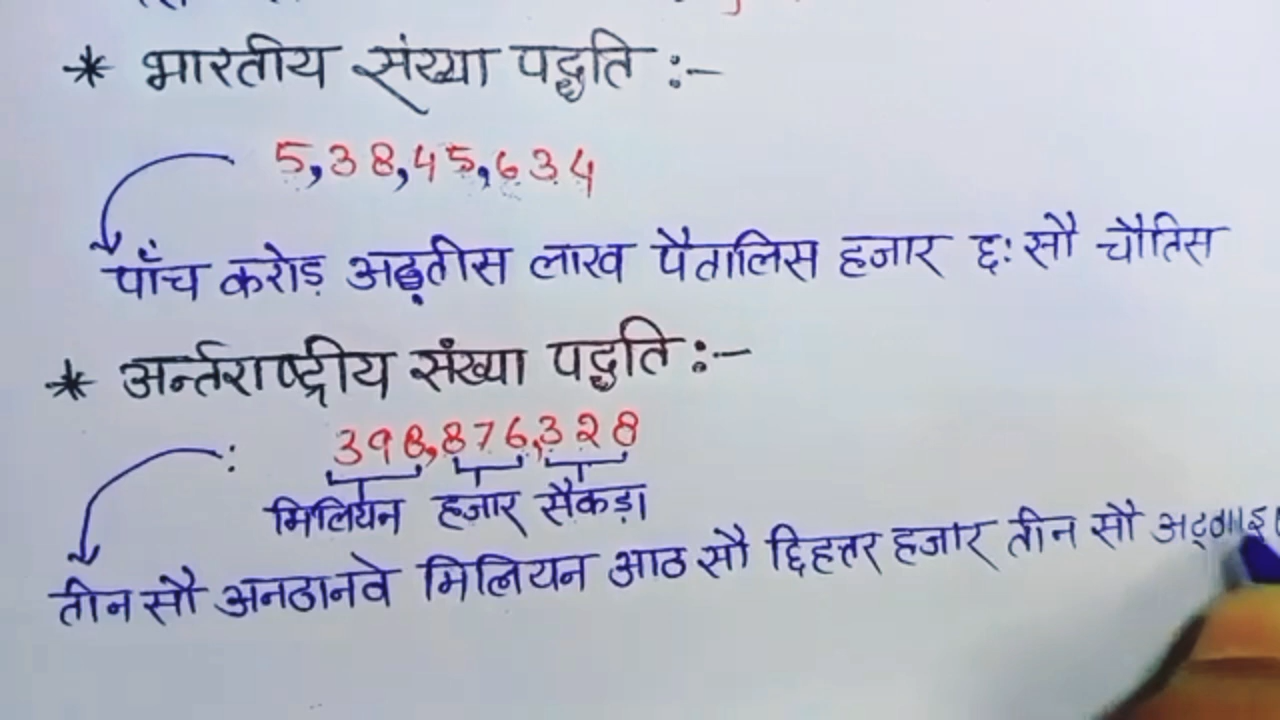 * भारतीय संख्या पद्धति :-
5,38,45,634
पाँच करोड़ अड़तीस लाख पैतालिस हजार छः सौ चौतिस
* अर्न्तराष्ट्रीय संख्या पद्धति :-
: 398,876,328
मिलियन हजार सैकड़ा
तीन सौ अनठानवे मिलियन आठ सौ छिहत्तर हजार तीन सौ